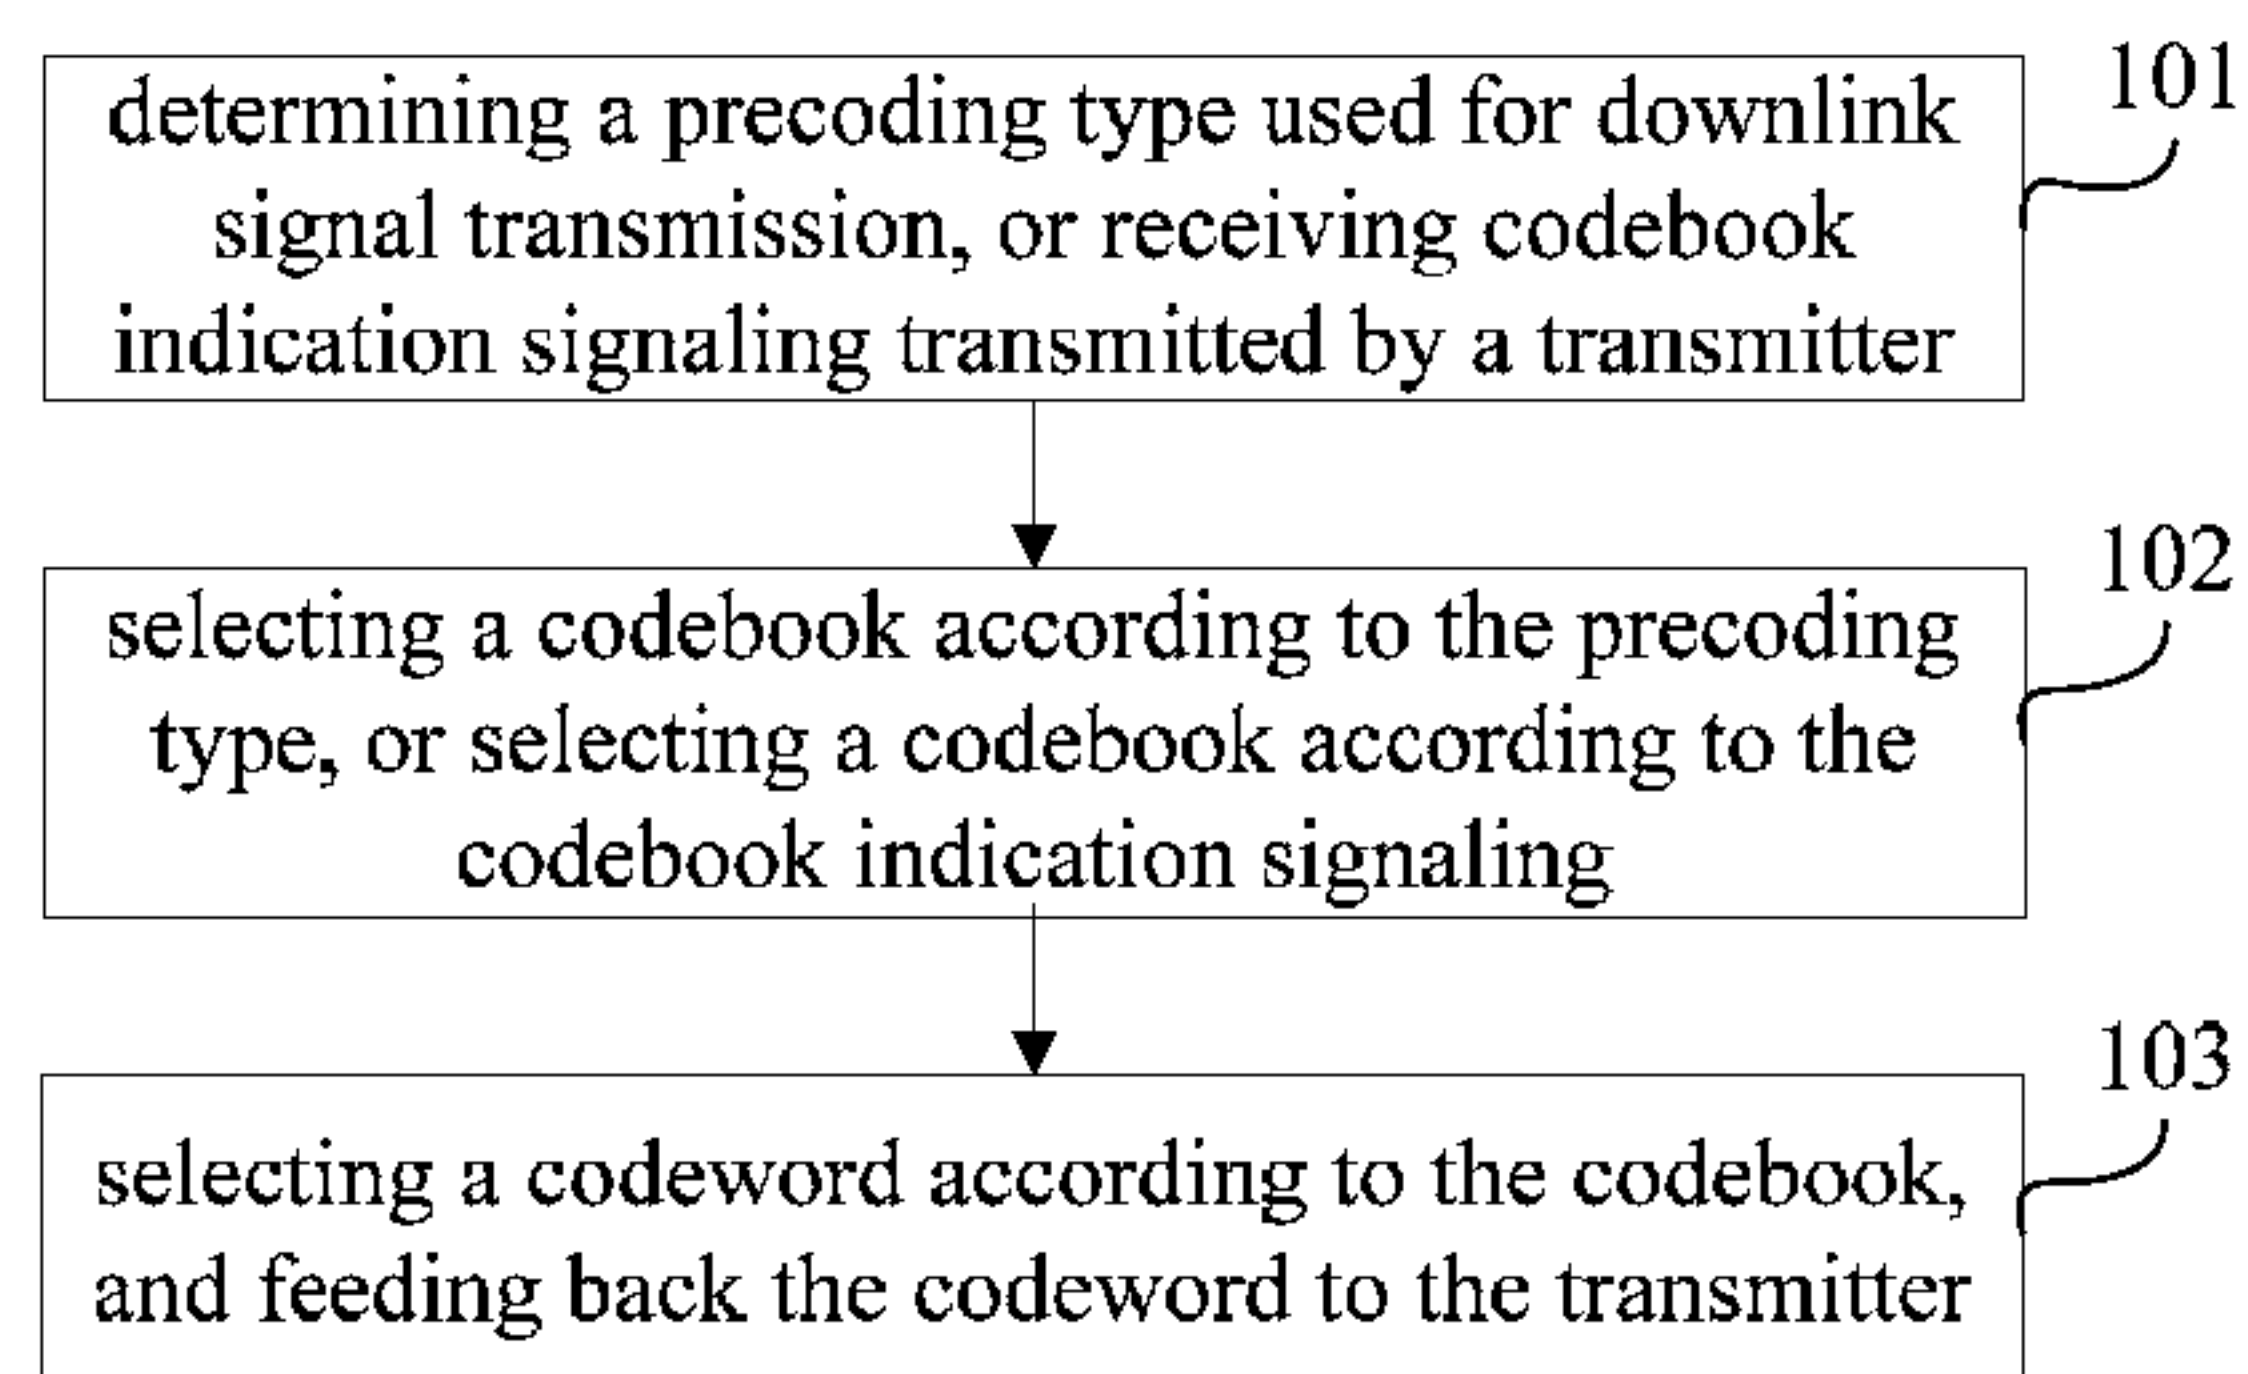 determining a precoding type used for downlink
signal transmission, or receiving codebook
indication signaling transmitted by a transmitter
101
selecting a codebook according to the precoding
type, or selecting a codebook according to the
codebook indication signaling
102
selecting a codeword according to the codebook,
and feeding back the codeword to the transmitter
103